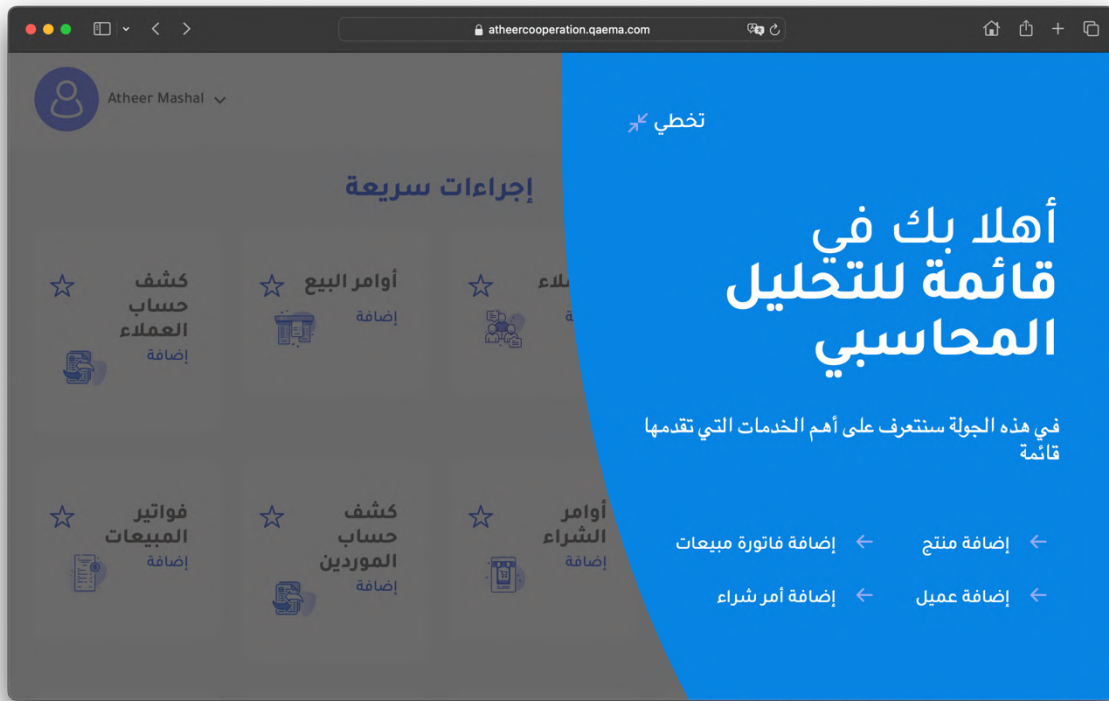 atheercooperation.qaema.com
Atheer Mashal
تخطي
أهلا بك في
قائمة للتحليل
المحاسبي
في هذه الجولة سنتعرف على أهم الخدمات التي تقدمها
قائمة
إضافة منتج
إضافة فاتورة مبيعات
إضافة عميل
إضافة أمر شراء
إجراءات سريعة
أوامر البيع
إضافة
كشف
حساب
العملاء
إضافة
أوامر
الشراء
إضافة
كشف
حساب
الموردين
إضافة
فواتير
المبيعات
إضافة